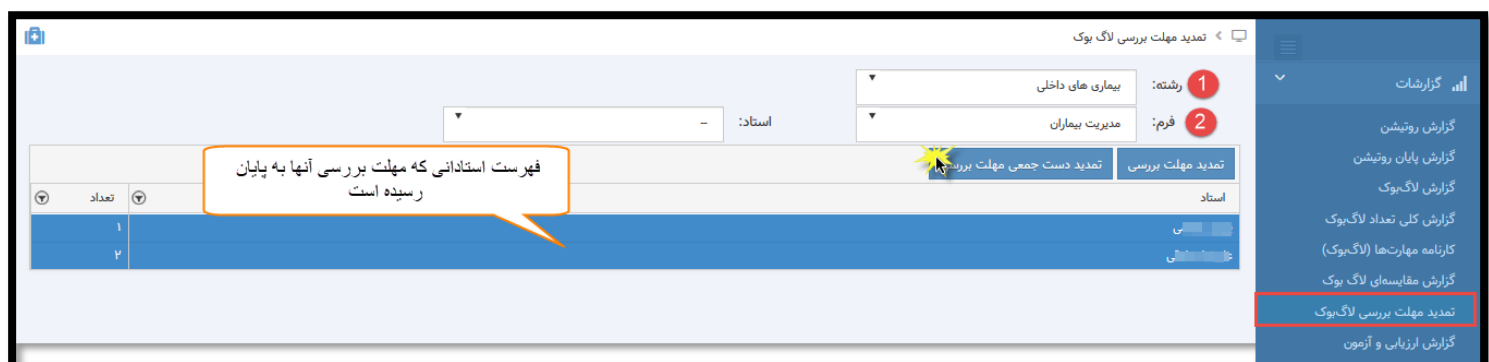 تمدید مهلت بررسی لاگ بوک
گزارشات
1 رشته: بیماری های داخلی
2 فرم: مدیریت بیماران
استاد: --
تمدید مهلت بررسی
تمدید دست جمعی مهلت بررسی
فهرست استادانی که مهلت بررسی آنها به پایان
رسیده است
استاد تعداد
۱
۲
گزارش روتیشن
گزارش پایان روتیشن
گزارش لاگ‌بوک
گزارش کلی تعداد لاگ‌بوک
کارنامه مهارت‌ها (لاگ‌بوک)
گزارش مقایسه‌ای لاگ بوک
تمدید مهلت بررسی لاگ‌بوک
گزارش ارزیابی و آزمون